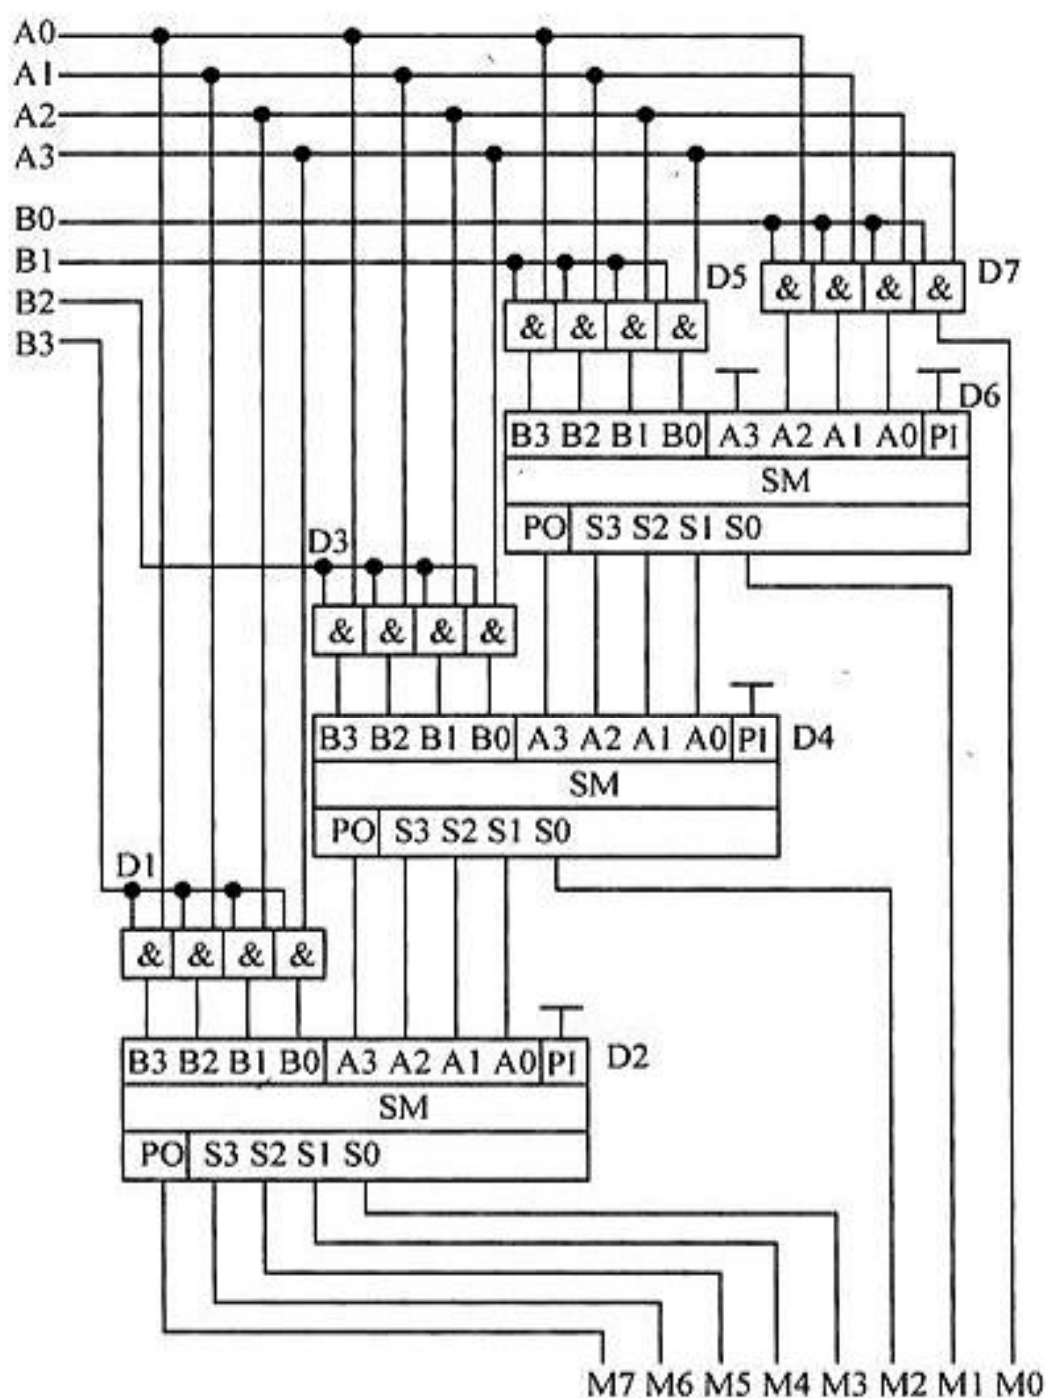 A0
A1
A2
A3
B0
B1
B2
B3
D5
& & & &
D7
& & & &
D6
B3 B2 B1 B0 A3 A2 A1 A0 PI
SM
PO S3 S2 S1 S0
D3
& & & &
B3 B2 B1 B0 A3 A2 A1 A0 PI
D4
SM
PO S3 S2 S1 S0
D1
& & & &
B3 B2 B1 B0 A3 A2 A1 A0 PI
D2
SM
PO S3 S2 S1 S0
M7 M6 M5 M4 M3 M2 M1 M0